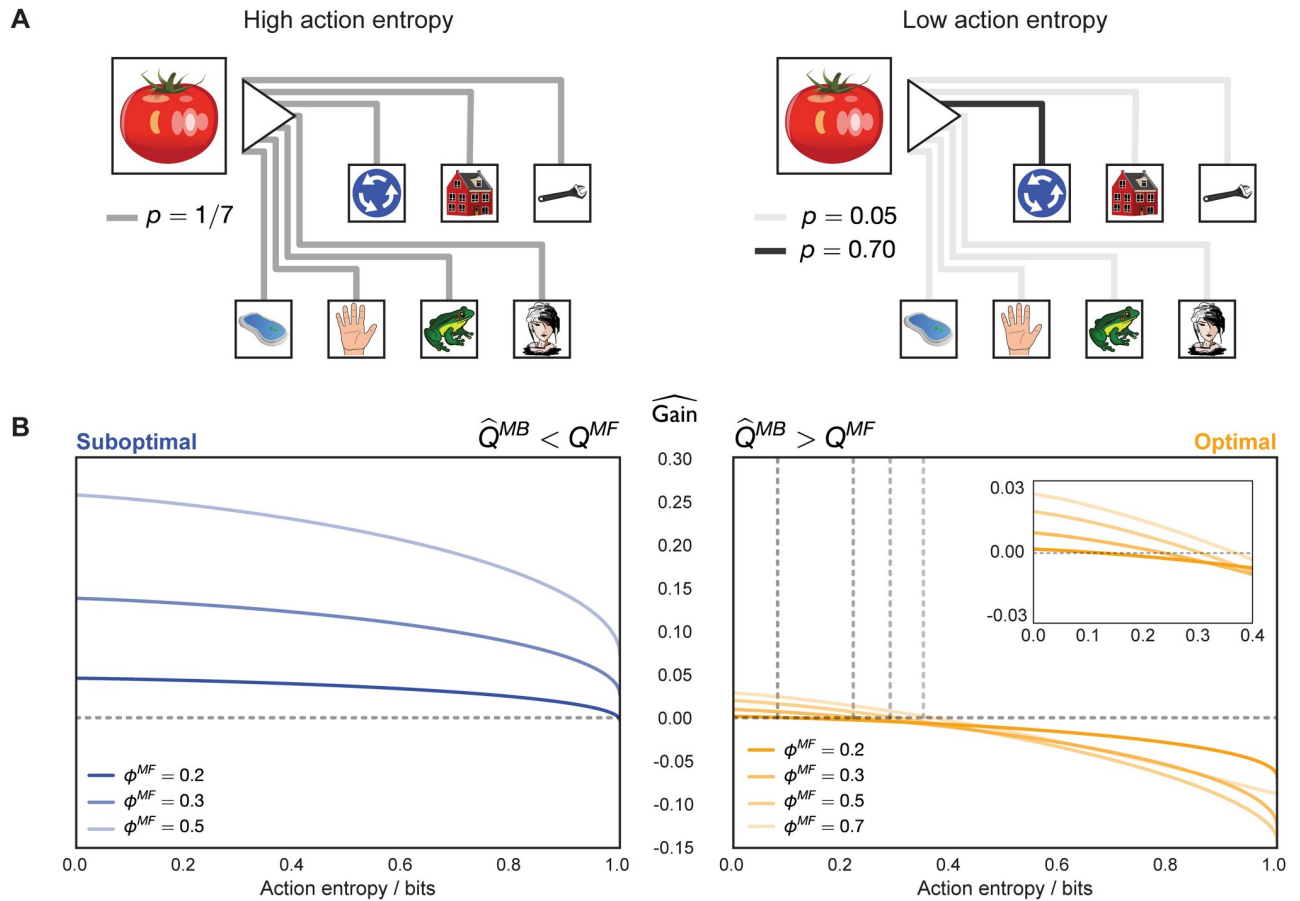 A
High action entropy
Low action entropy
p = 1/7
p = 0.05
p = 0.70
B
Suboptimal
Q̂^MB < Q^MF
Gain
Q̂^MB > Q^MF
Optimal
0.30
0.25
0.20
0.15
0.10
0.05
0.00
-0.05
-0.10
-0.15
0.03
0.00
-0.03
0.0 0.1 0.2 0.3 0.4
ϕ^MF = 0.2
ϕ^MF = 0.3
ϕ^MF = 0.5
ϕ^MF = 0.2
ϕ^MF = 0.3
ϕ^MF = 0.5
ϕ^MF = 0.7
0.0 0.2 0.4 0.6 0.8 1.0
0.0 0.2 0.4 0.6 0.8 1.0
Action entropy / bits
Action entropy / bits